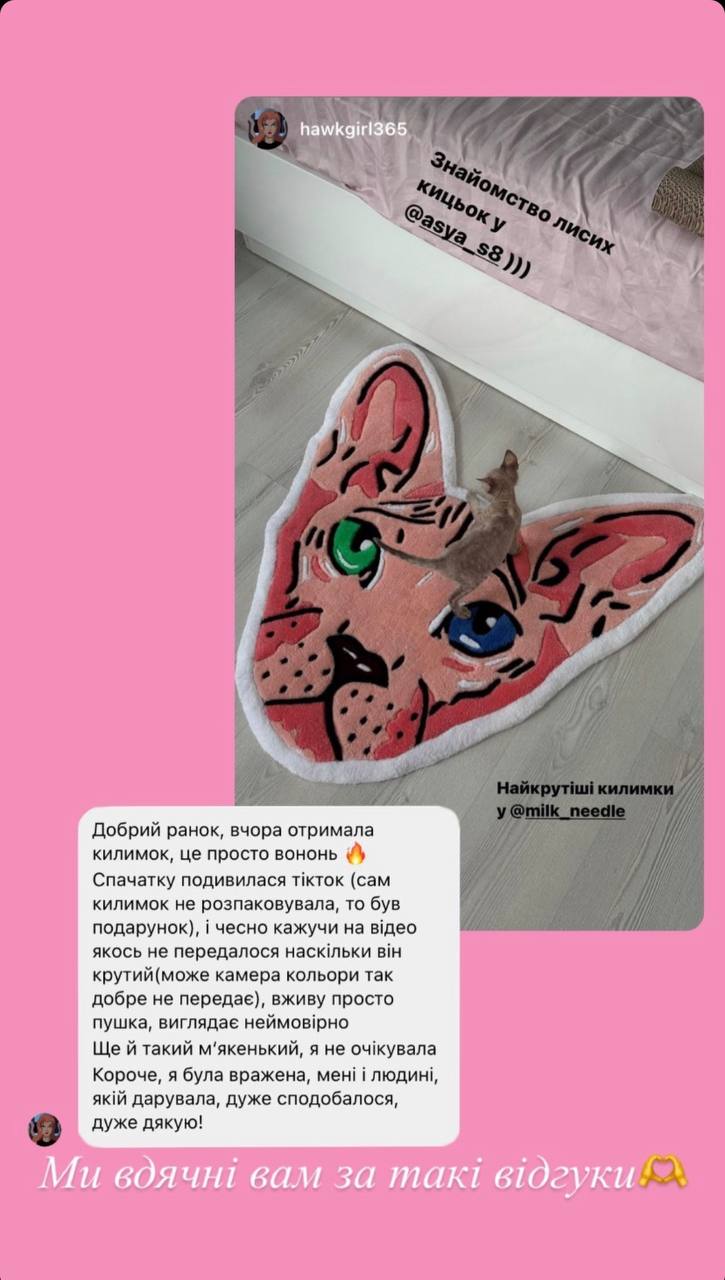 hawkgirl365
Знайомство лисих
кицьок у
@asya_s8 )))
Найкрутіші килимки
у @milk_needle
Добрий ранок, вчора отримала
килимок, це просто вононь 🔥
Спачатку подивилася тікток (сам
килимок не розпаковувала, то був
подарунок), і чесно кажучи на відео
якось не передалося наскільки він
крутий(може камера кольори так
добре не передає), вживу просто
пушка, виглядає неймовірно
Ще й такий м‘якенький, я не очікувала
Короче, я була вражена, мені і людині,
якій дарувала, дуже сподобалося,
дуже дякую!
Ми вдячні вам за такі відгуки🫶